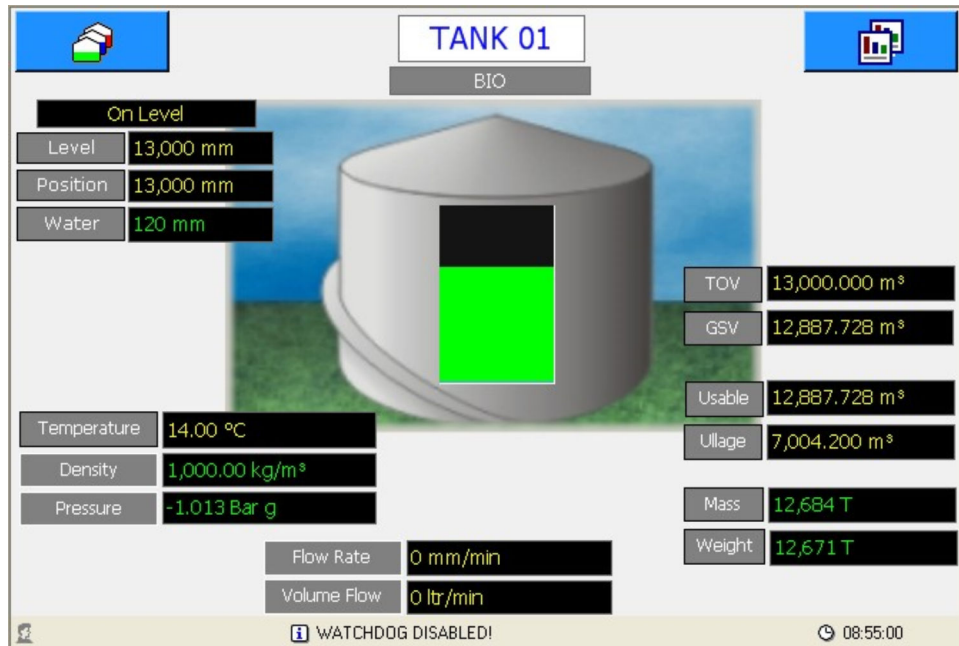 TANK 01
BIO
On Level
Level 13,000 mm
Position 13,000 mm
Water 120 mm
TOV 13,000.000 m³
GSV 12,887.728 m³
Usable 12,887.728 m³
Ullage 7,004.200 m³
Temperature 14.00 ºC
Density 1,000.00 kg/m³
Pressure -1.013 Bar g
Mass 12,684 T
Weight 12,671 T
Flow Rate 0 mm/min
Volume Flow 0 ltr/min
WATCHDOG DISABLED!
08:55:00